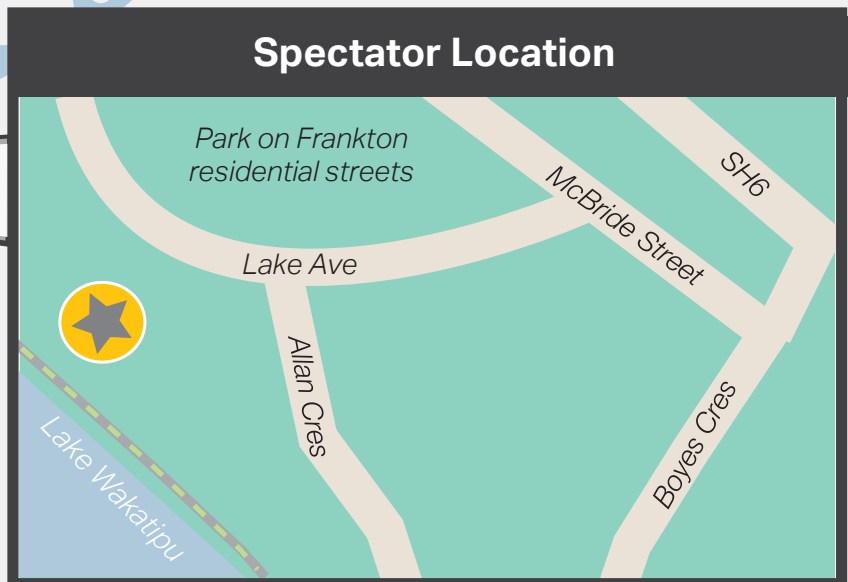 Spectator Location
Park on Frankton
residential streets
SH6
McBride Street
Lake Ave
Allan Cres
Boyes Cres
Lake Wakatipu